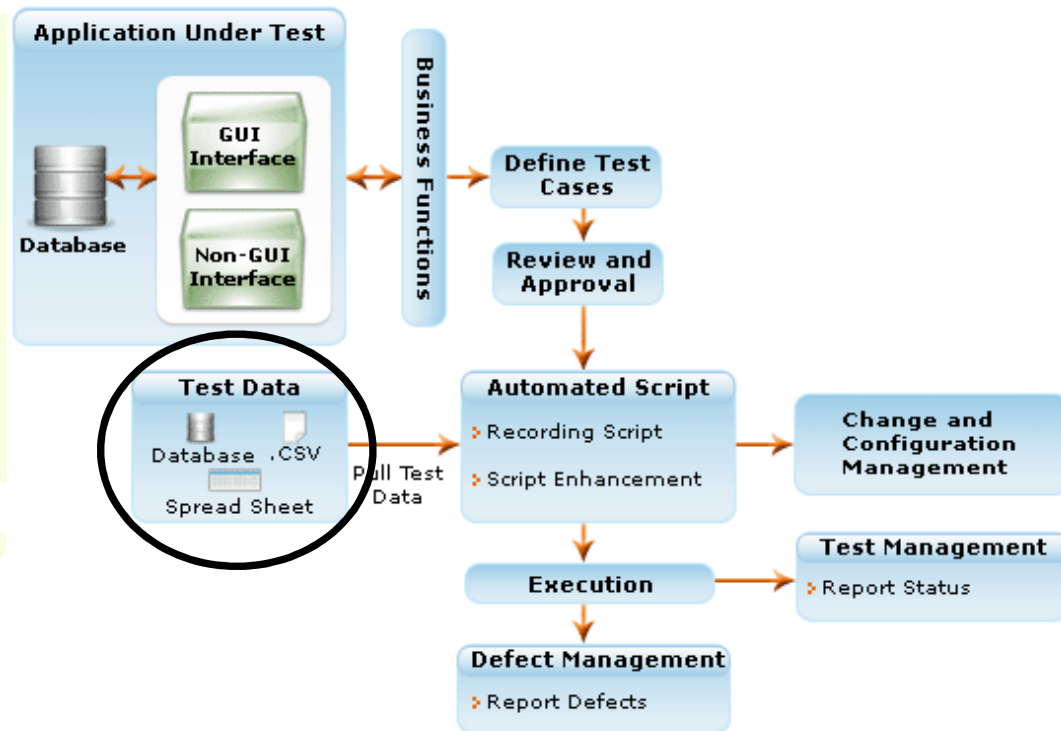 Application Under Test
GUI
Interface
Database
Non-GUI
Interface
Business Functions
Define Test
Cases
Review and
Approval
Test Data
Database
.CSV
Spread Sheet
Pull Test
Data
Automated Script
Recording Script
Script Enhancement
Change and
Configuration
Management
Execution
Test Management
Report Status
Defect Management
Report Defects